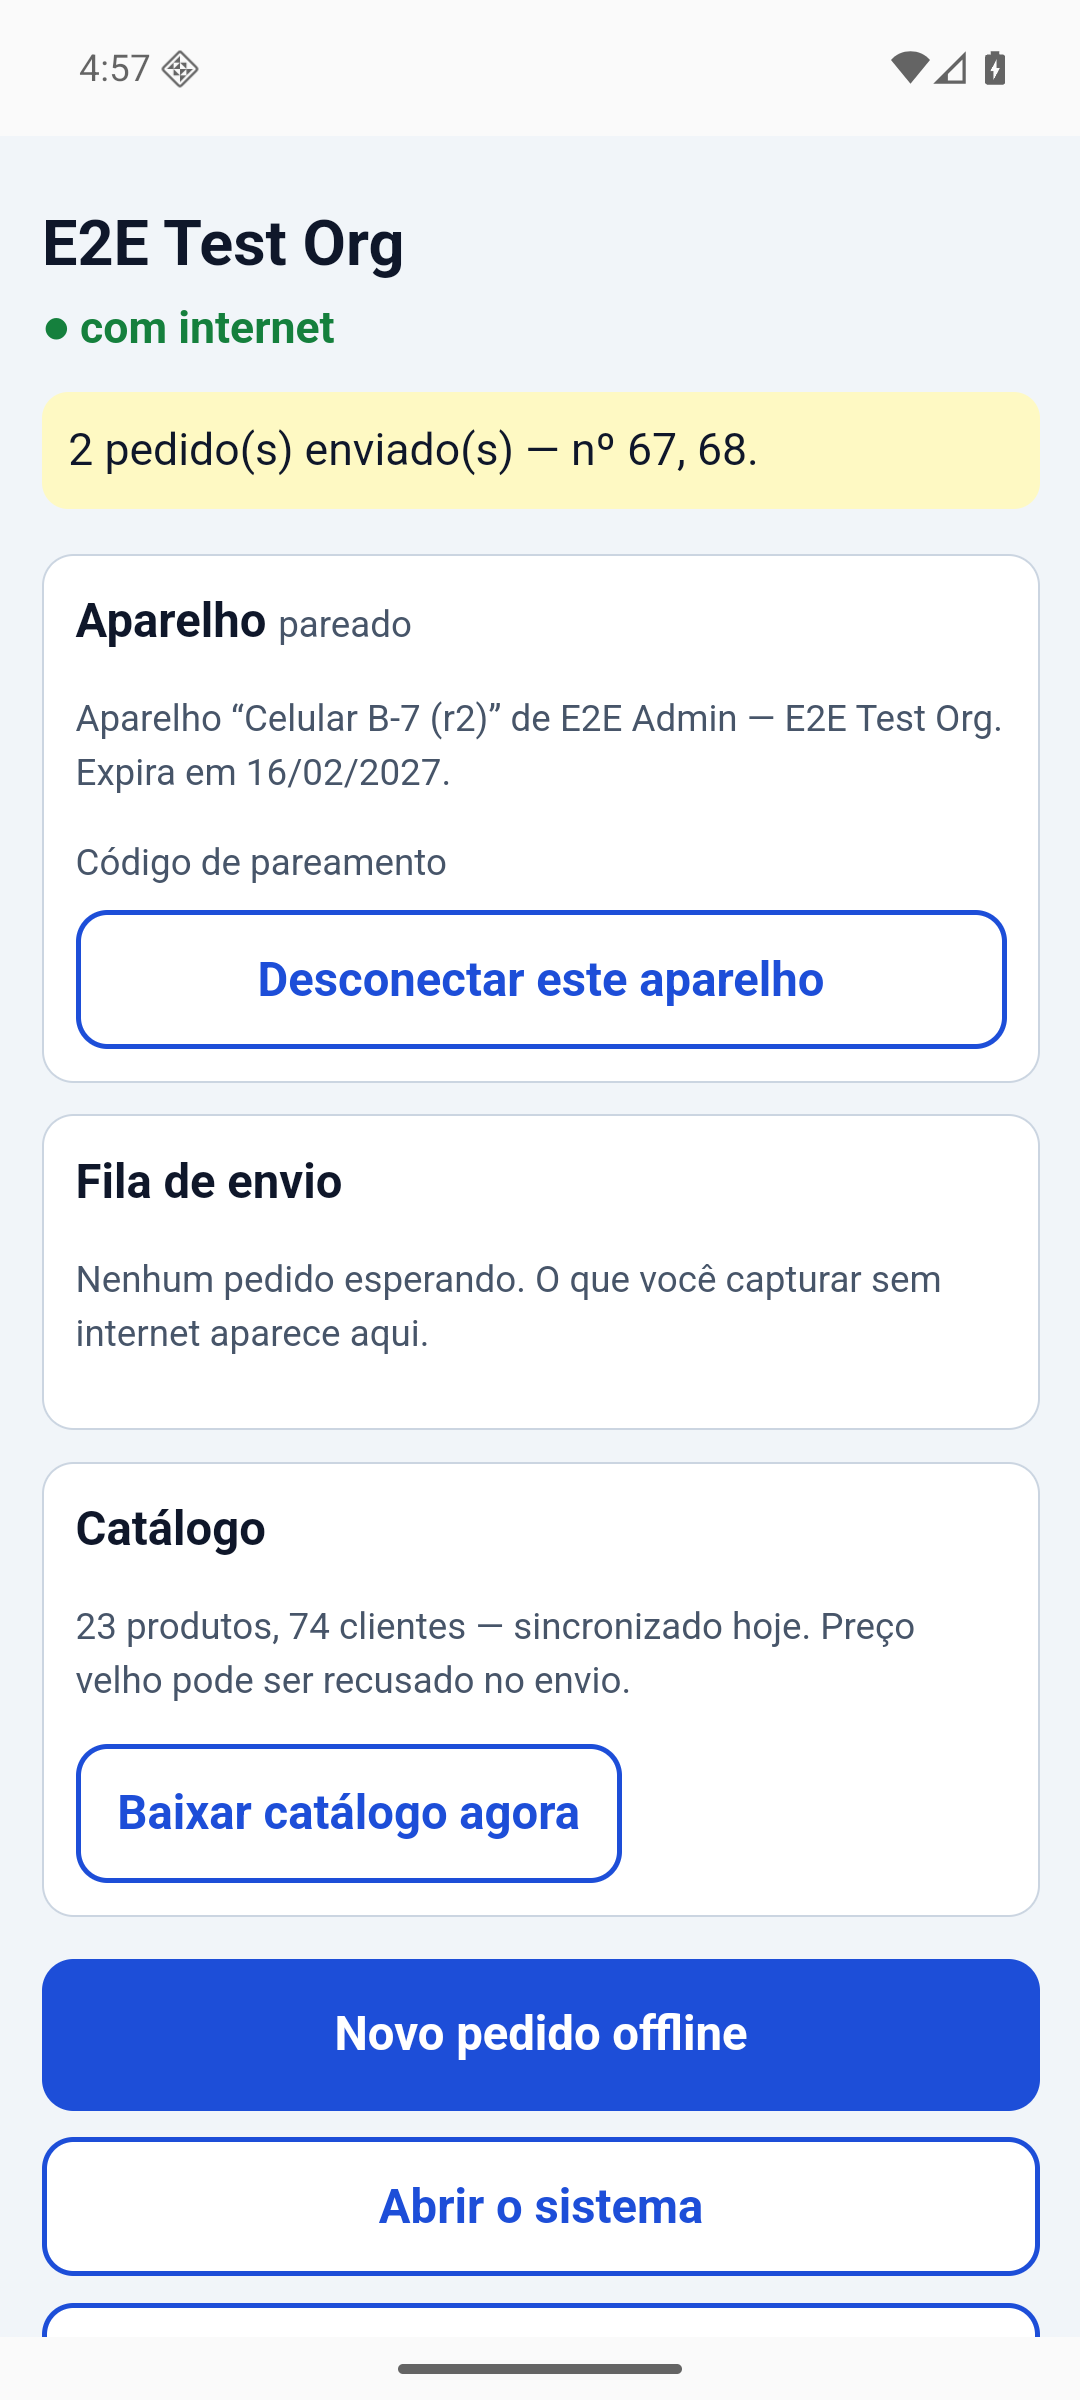 4:57
E2E Test Org
● com internet
2 pedido(s) enviado(s) — nº 67, 68.
Aparelho pareado
Aparelho “Celular B-7 (r2)” de E2E Admin — E2E Test Org.
Expira em 16/02/2027.
Código de pareamento
Desconectar este aparelho
Fila de envio
Nenhum pedido esperando. O que você capturar sem
internet aparece aqui.
Catálogo
23 produtos, 74 clientes — sincronizado hoje. Preço
velho pode ser recusado no envio.
Baixar catálogo agora
Novo pedido offline
Abrir o sistema